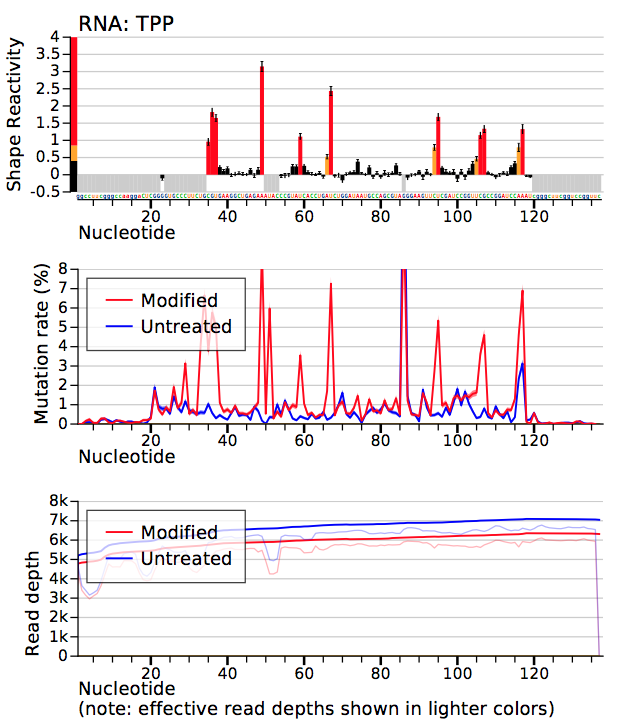 RNA: TPP
Shape Reactivity
4
3.5
3
2.5
2
1.5
1
0.5
0.0
-0.5
20 40 60 80 100 120
Nucleotide
Mutation rate (%)
8
7
6
5
4
3
2
1
0
Modified
Untreated
20 40 60 80 100 120
Nucleotide
Read depth
8k
7k
6k
5k
4k
3k
2k
1k
0
Modified
Untreated
20 40 60 80 100 120
Nucleotide
(note: effective read depths shown in lighter colors)